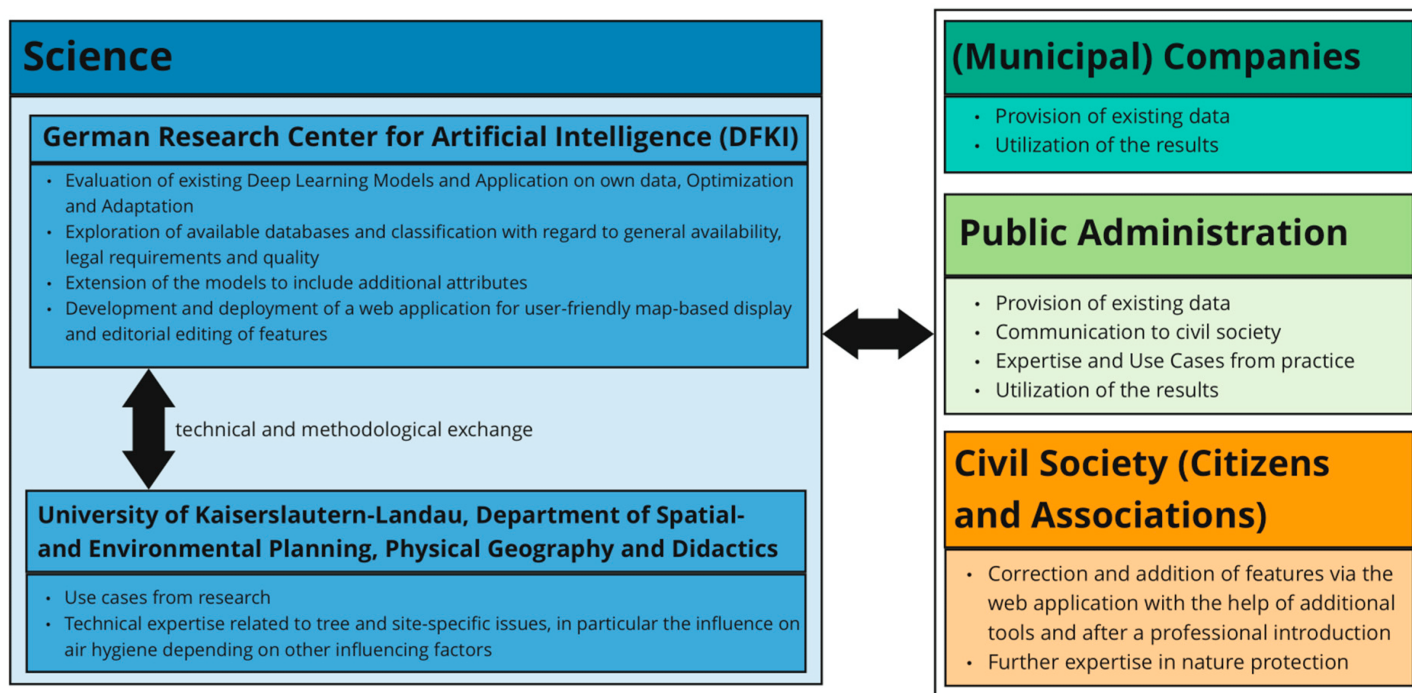 Science
German Research Center for Artificial Intelligence (DFKI)
• Evaluation of existing Deep Learning Models and Application on own data, Optimization
and Adaptation
• Exploration of available databases and classification with regard to general availability,
legal requirements and quality
• Extension of the models to include additional attributes
• Development and deployment of a web application for user-friendly map-based display
and editorial editing of features
technical and methodological exchange
University of Kaiserslautern-Landau, Department of Spatial-
and Environmental Planning, Physical Geography and Didactics
• Use cases from research
• Technical expertise related to tree and site-specific issues, in particular the influence on
air hygiene depending on other influencing factors
(Municipal) Companies
• Provision of existing data
• Utilization of the results
Public Administration
• Provision of existing data
• Communication to civil society
• Expertise and Use Cases from practice
• Utilization of the results
Civil Society (Citizens
and Associations)
• Correction and addition of features via the
web application with the help of additional
tools and after a professional introduction
• Further expertise in nature protection